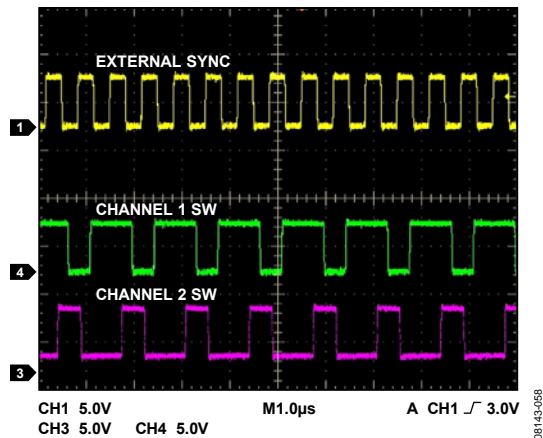 EXTERNAL SYNC
1
CHANNEL 1 SW
4
CHANNEL 2 SW
3
CH1 5.0V M1.0µs A CH1 3.0V
CH3 5.0V CH4 5.0V
08143-058